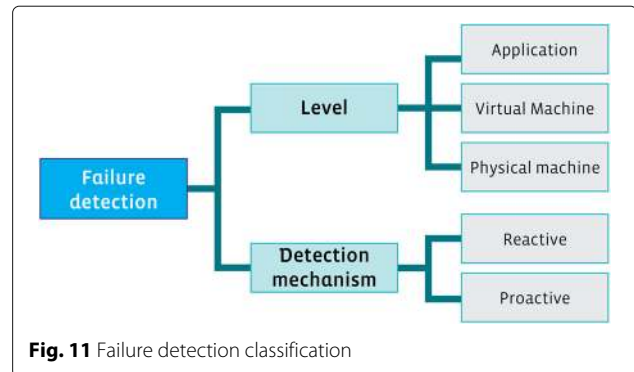 Failure
detection
Level
Application
Virtual Machine
Physical machine
Detection
mechanism
Reactive
Proactive
Fig. 11 Failure detection classification